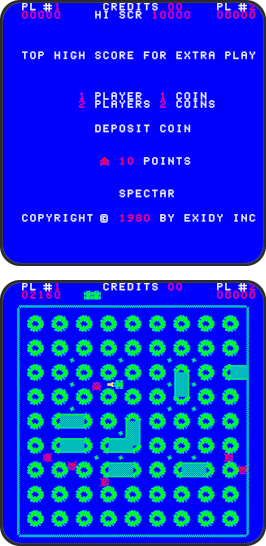 PL #1 CREDITS 00 PL #2
00000 HI SCR 10000 00000
TOP HIGH SCORE FOR EXTRA PLAY
1 PLAYER 1 COIN
2 PLAYERS 2 COINS
DEPOSIT COIN
10 POINTS
SPECTAR
COPYRIGHT © 1980 BY EXIDY INC
PL #1 CREDITS 00 PL #2
02160 00000